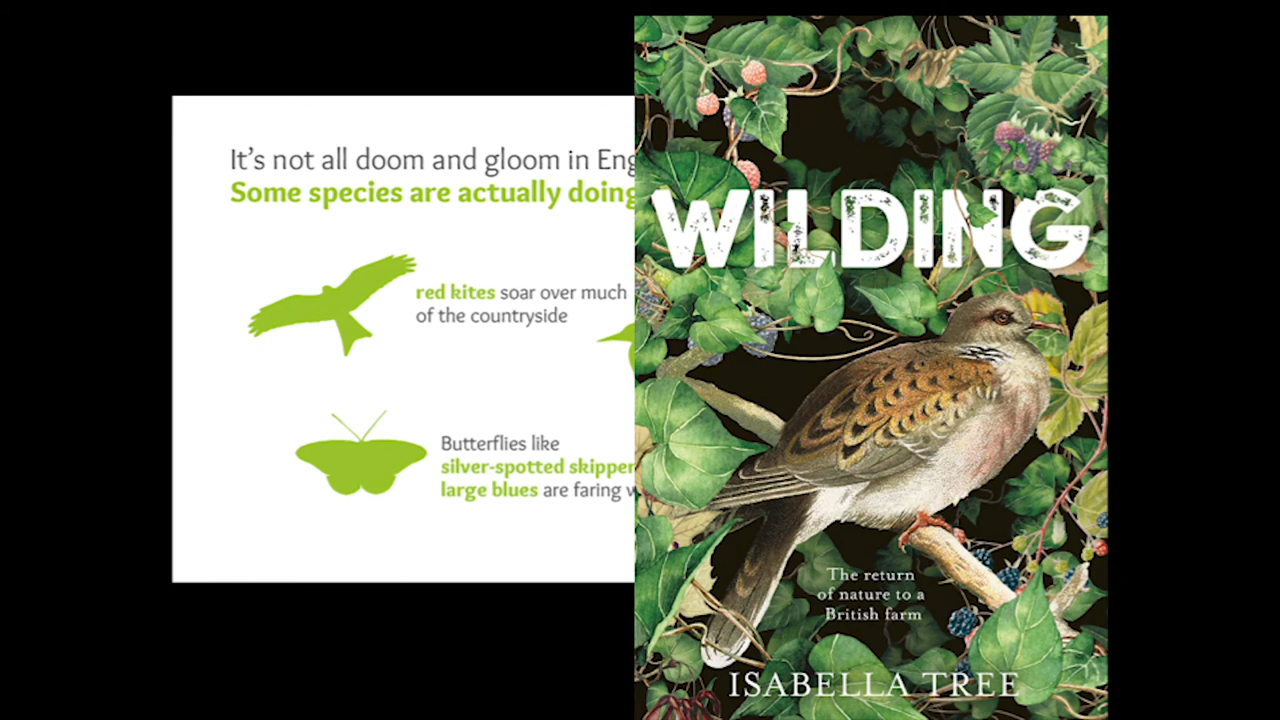 It's not all doom and gloom in Eng
Some species are actually doing
red kites soar over much
of the countryside
Butterflies like
silver-spotted skipper
large blues are faring w
WILDING
The return
of nature to a
British farm
ISABELLA TREE